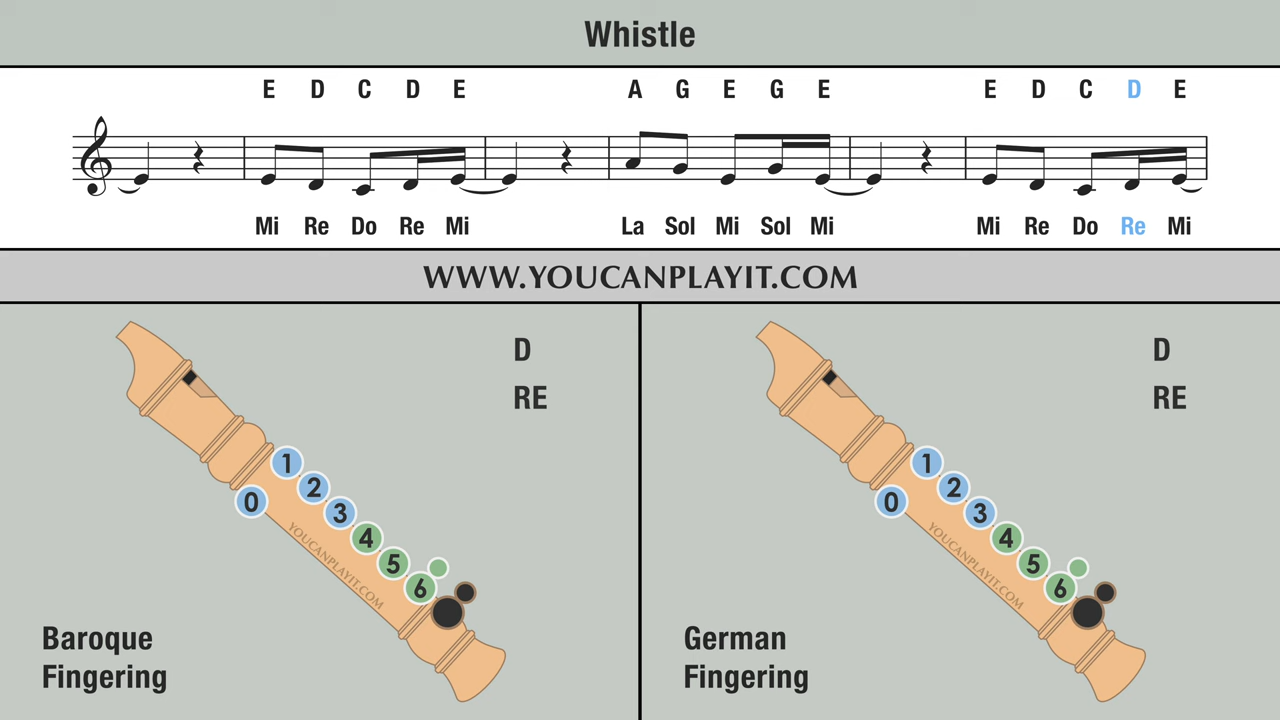 Whistle
E D C D E A G E G E E D C D E
Mi Re Do Re Mi La Sol Mi Sol Mi Mi Re Do Re Mi
WWW.YOUCANPLAYIT.COM
D
RE
0 1 2 3 4 5 6
YOUCANPLAYIT.COM
Baroque
Fingering
D
RE
0 1 2 3 4 5 6
YOUCANPLAYIT.COM
German
Fingering